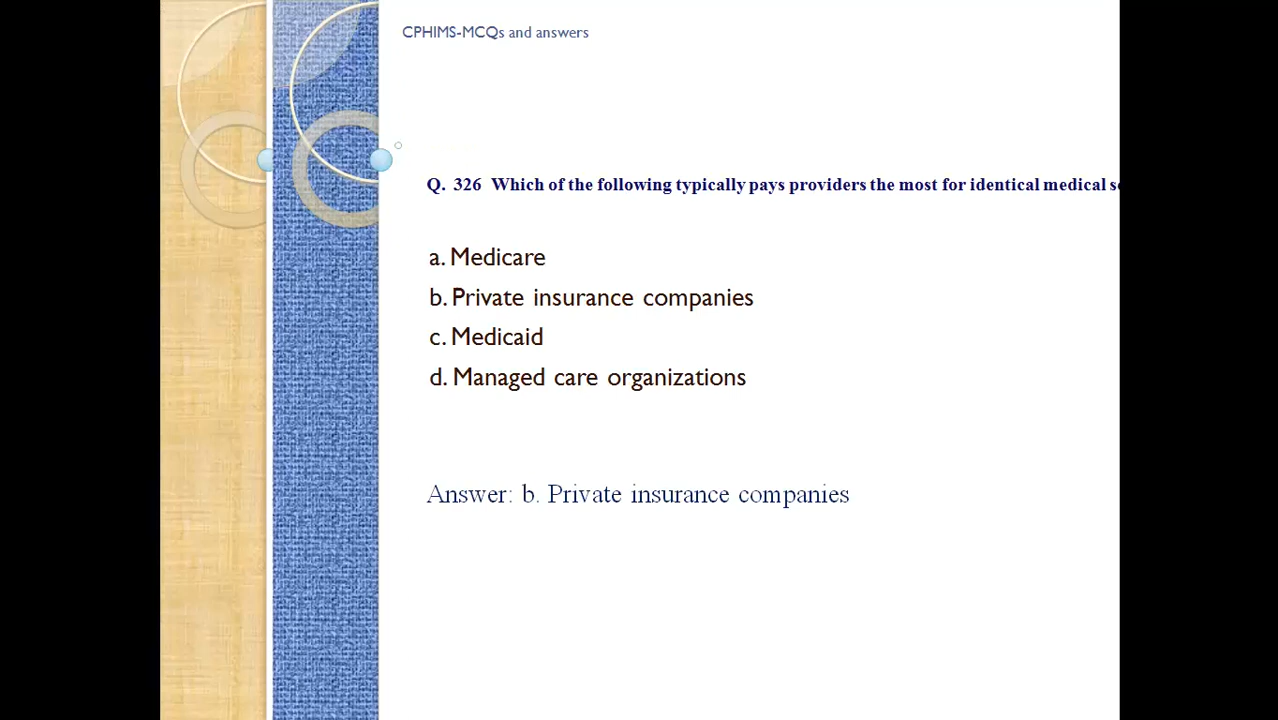 CPHIMS-MCQs and answers
Q. 326 Which of the following typically pays providers the most for identical medical
a. Medicare
b. Private insurance companies
c. Medicaid
d. Managed care organizations
Answer: b. Private insurance companies